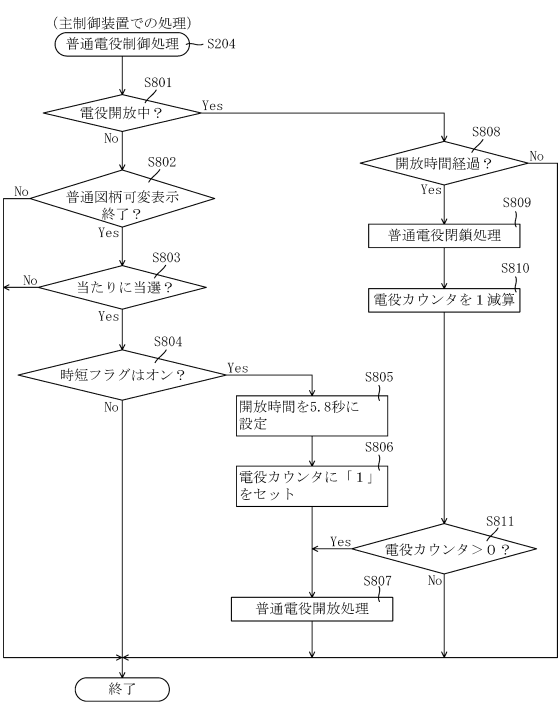 (主制御装置での処理)
普通電役制御処理
S204
S801
電役開放中？
Yes
No
S802
普通図柄可変表示
終了？
No
Yes
S803
当たりに当選？
No
Yes
S804
時短フラグはオン？
Yes
No
S805
開放時間を5.8秒に
設定
S806
電役カウンタに「１」
をセット
S807
普通電役開放処理
S808
開放時間経過？
No
Yes
S809
普通電役閉鎖処理
S810
電役カウンタを１減算
S811
電役カウンタ＞０？
Yes
No
終了